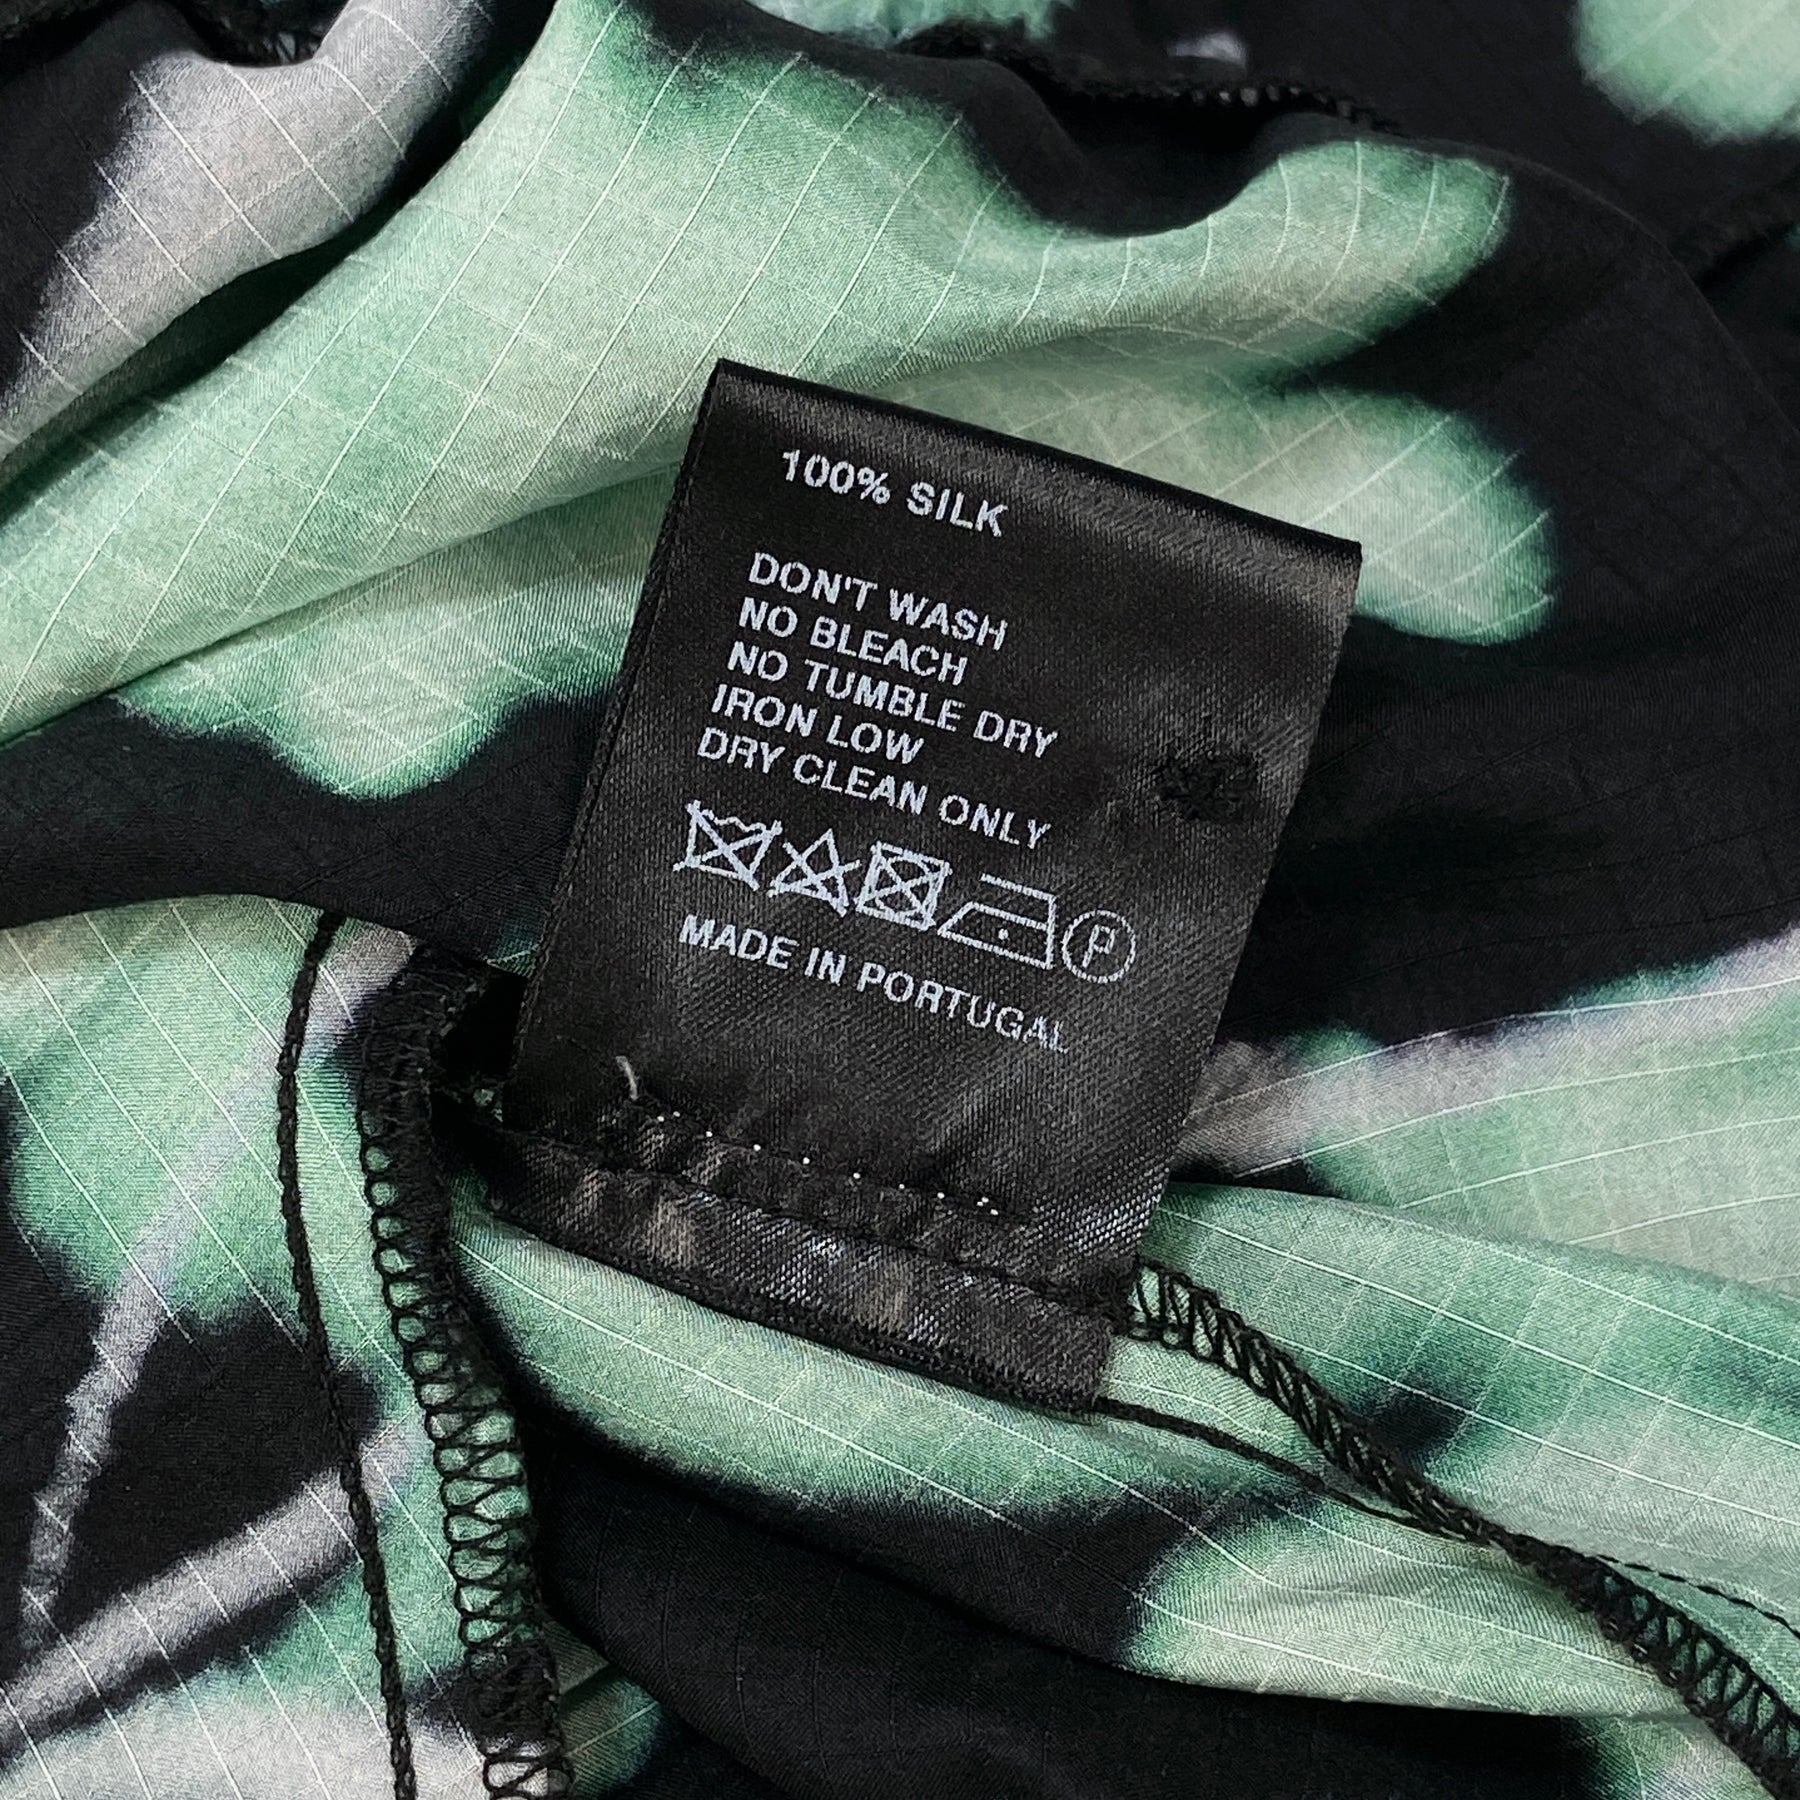 100% SILK
DON'T WASH
NO BLEACH
NO TUMBLE DRY
IRON LOW
DRY CLEAN ONLY
P
MADE IN PORTUGAL